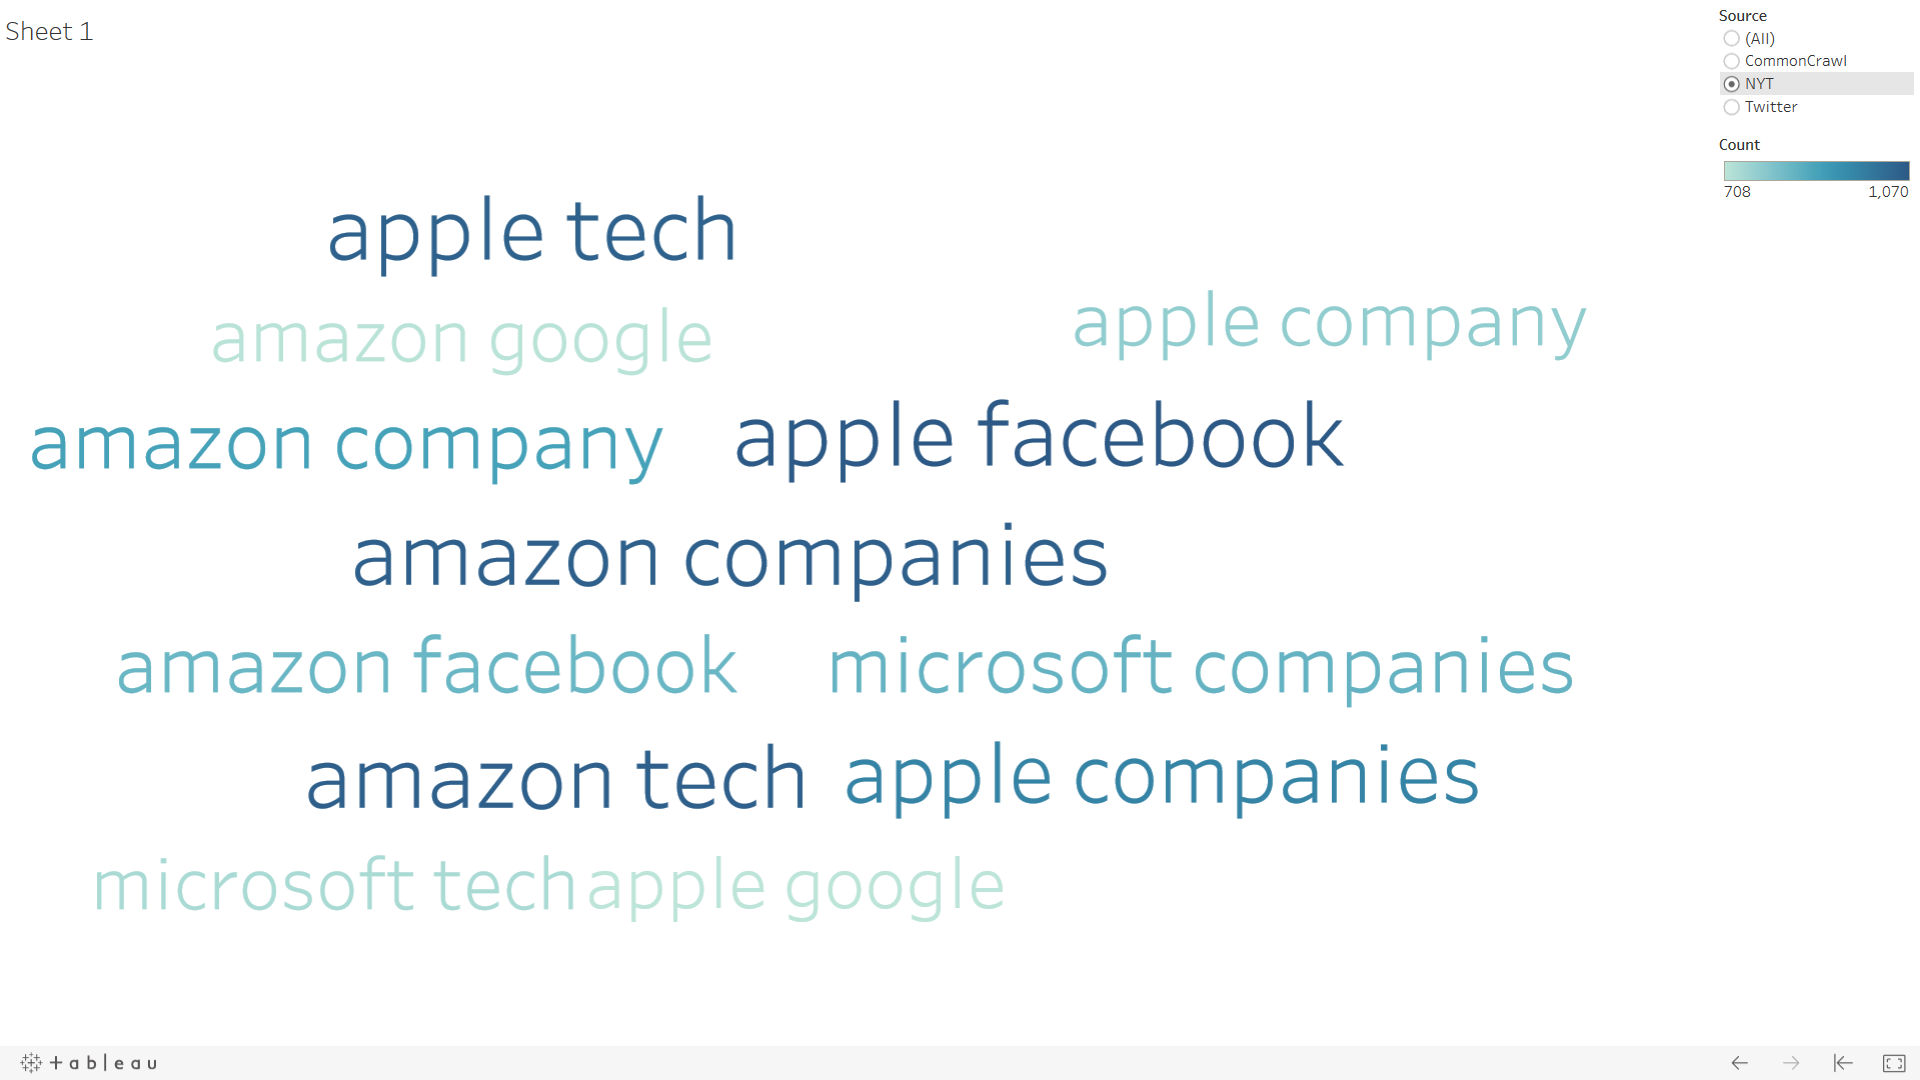 Sheet 1
Source
(All)
CommonCrawl
NYT
Twitter
Count
708 1,070
apple tech
amazon google
apple company
amazon company
apple facebook
amazon companies
amazon facebook
microsoft companies
amazon tech
apple companies
microsoft tech
apple google
tableau